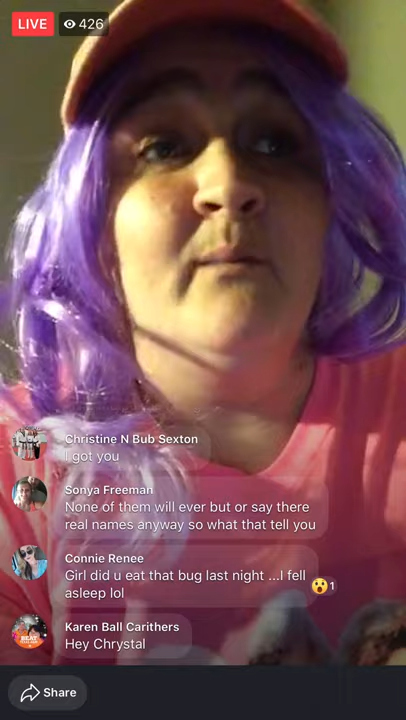 LIVE 426
Christine N Bub Sexton
I got you
Sonya Freeman
None of them will ever but or say there
real names anyway so what that tell you
Connie Renee
Girl did u eat that bug last night ...I fell
asleep lol
1
Karen Ball Carithers
Hey Chrystal
Share